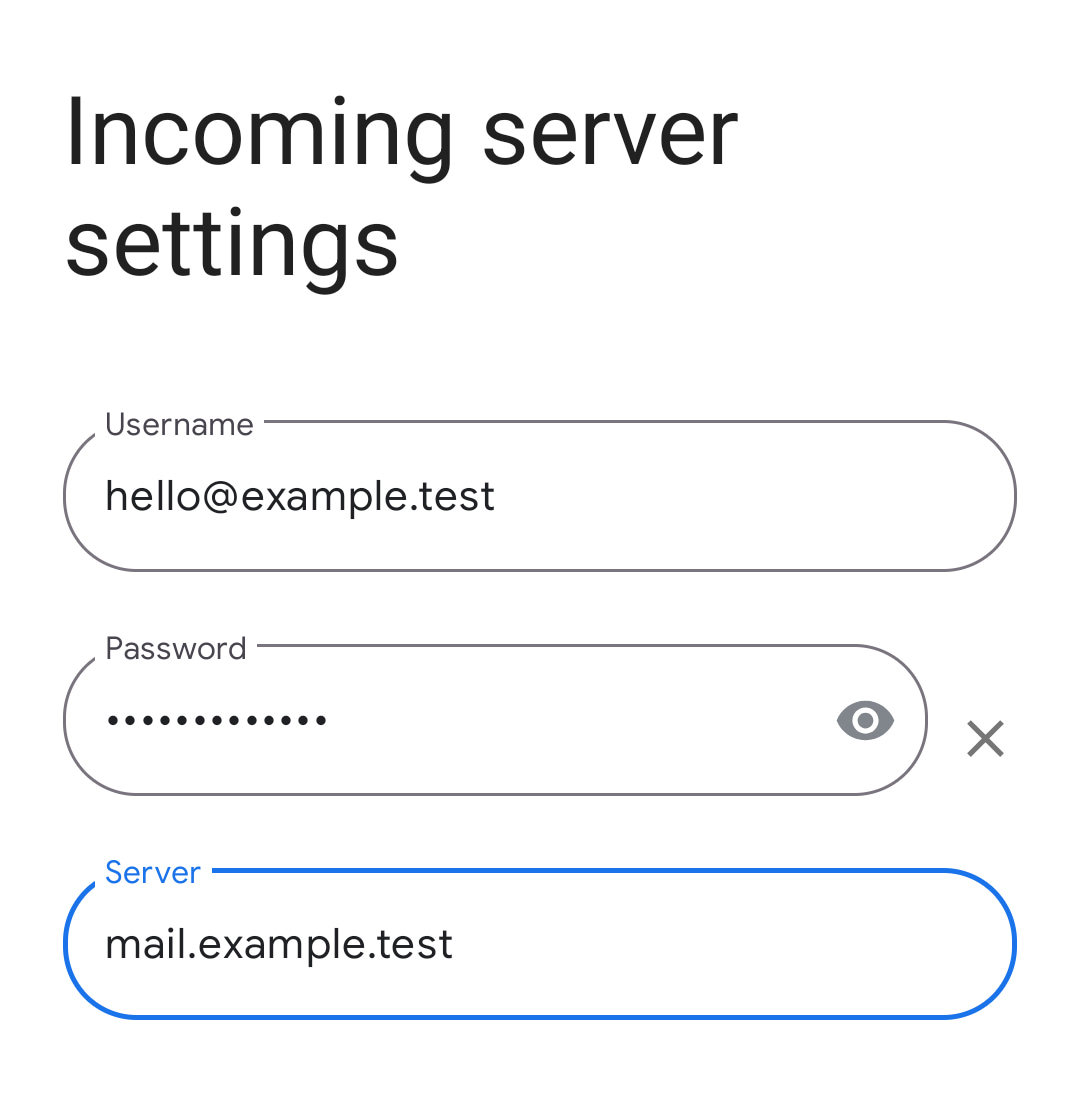 Incoming server
settings
Username
hello@example.test
Password
•••••••••••••
Server
mail.example.test